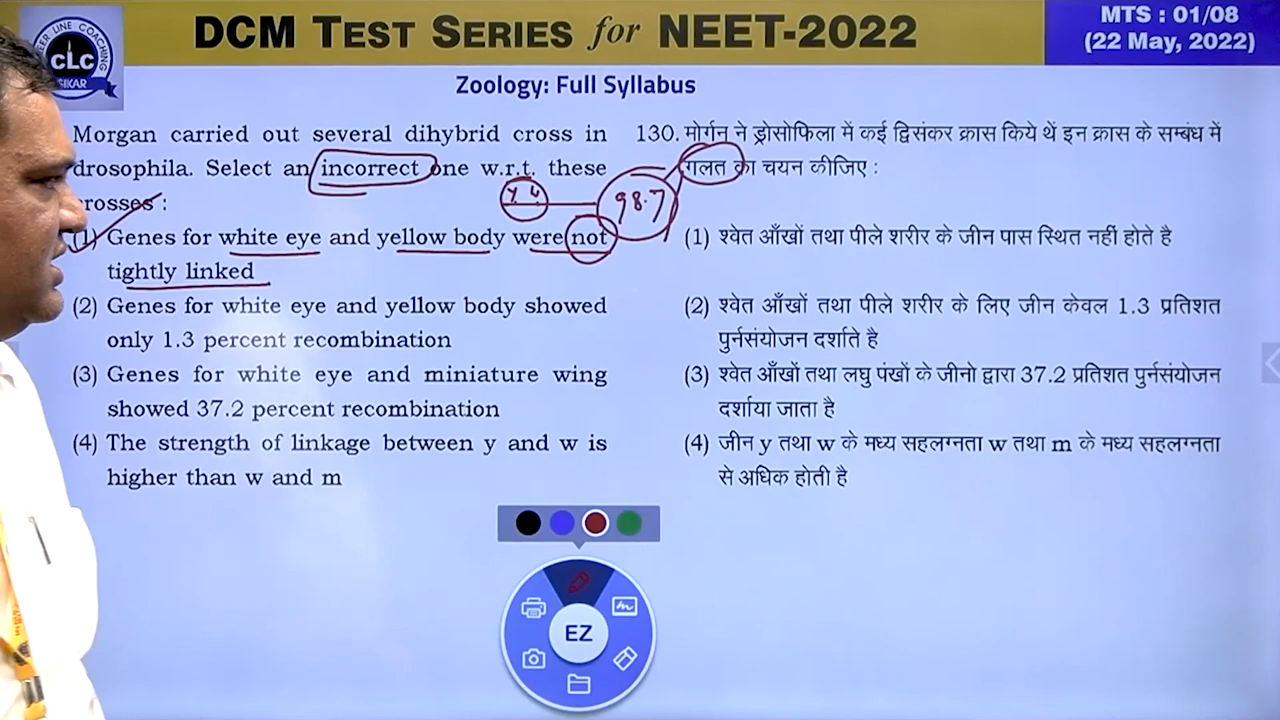 DCM TEST SERIES for NEET-2022
MTS : 01/08
(22 May, 2022)
LINE COACHING
CLC
SIKAR
Zoology: Full Syllabus
Morgan carried out several dihybrid cross in
drosophila. Select an incorrect one w.r.t. these
crosses :
(1) Genes for white eye and yellow body were not
tightly linked
(2) Genes for white eye and yellow body showed
only 1.3 percent recombination
(3) Genes for white eye and miniature wing
showed 37.2 percent recombination
(4) The strength of linkage between y and w is
higher than w and m
98.7
130. मोर्गन ने ड्रोसोफिला में कई द्विसंकर क्रास किये थें इन क्रास के सम्बंध में
गलत का चयन कीजिए :
(1) श्वेत आँखों तथा पीले शरीर के जीन पास स्थित नहीं होते है
(2) श्वेत आँखों तथा पीले शरीर के लिए जीन केवल 1.3 प्रतिशत
पुर्नसंयोजन दर्शाते है
(3) श्वेत आँखों तथा लघु पंखों के जीनो द्वारा 37.2 प्रतिशत पुर्नसंयोजन
दर्शाया जाता है
(4) जीन y तथा w के मध्य सहलग्नता w तथा m के मध्य सहलग्नता
से अधिक होती है
EZ